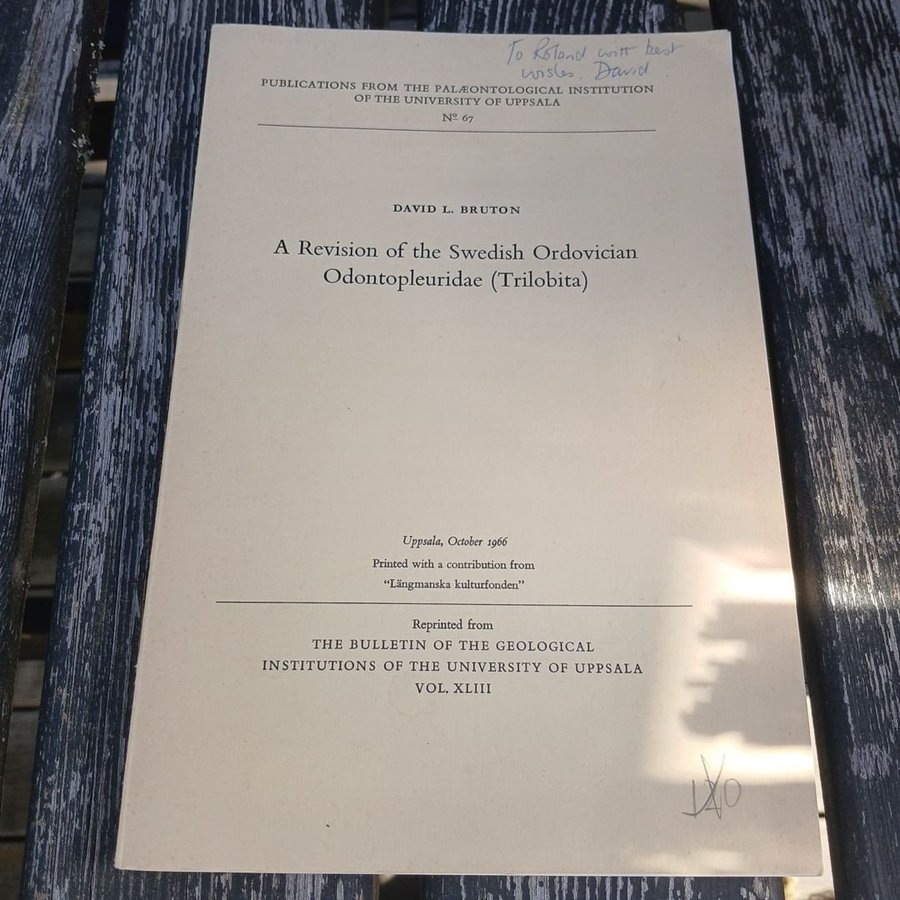 To Roland with best
wishes. David.
PUBLICATIONS FROM THE PALÆONTOLOGICAL INSTITUTION
OF THE UNIVERSITY OF UPPSALA
Nº 67
DAVID L. BRUTON
A Revision of the Swedish Ordovician
Odontopleuridae (Trilobita)
Uppsala, October 1966
Printed with a contribution from
“Längmanska kulturfonden”
Reprinted from
THE BULLETIN OF THE GEOLOGICAL
INSTITUTIONS OF THE UNIVERSITY OF UPPSALA
VOL. XLIII